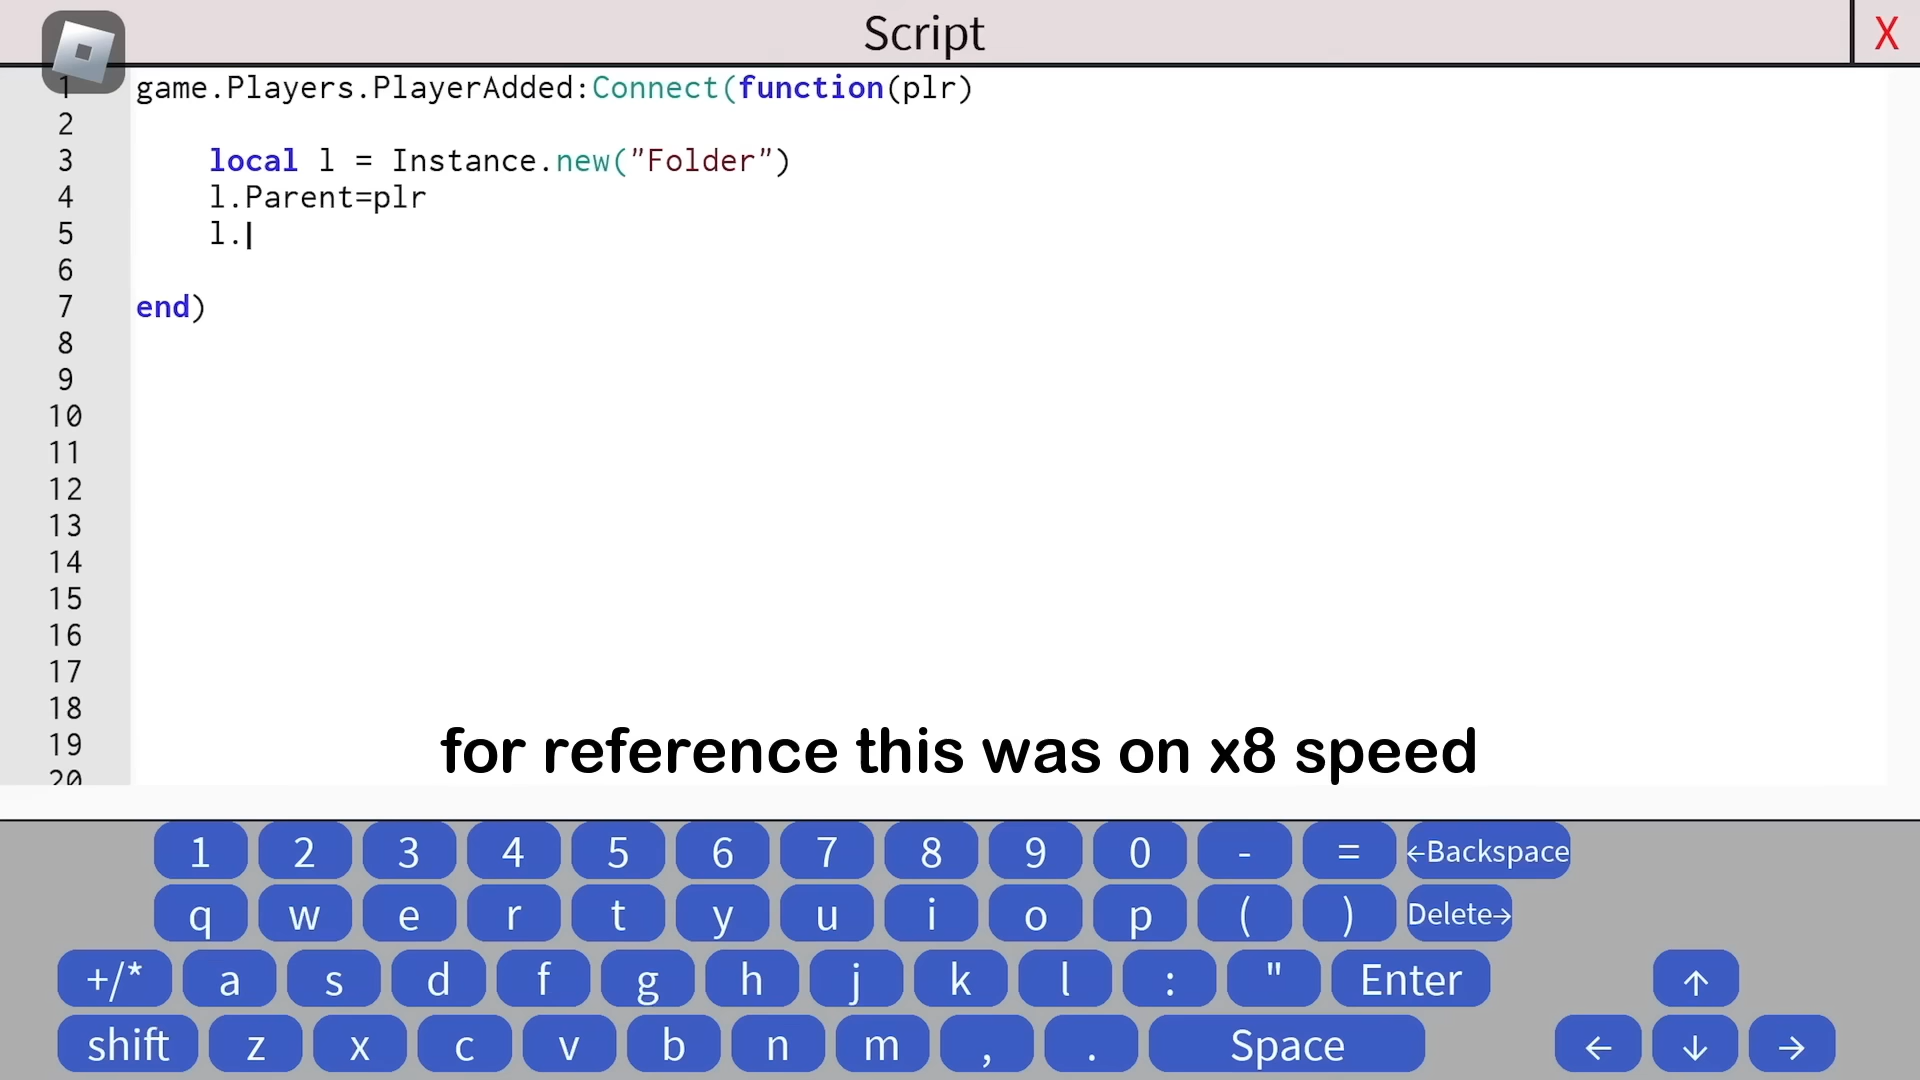 Script
X
1 game.Players.PlayerAdded:Connect(function(plr)
2
3 local l = Instance.new("Folder")
4 l.Parent=plr
5 l.
6
7 end)
8
9
10
11
12
13
14
15
16
17
18
19
20
for reference this was on x8 speed
1 2 3 4 5 6 7 8 9 0 - = ←Backspace
q w e r t y u i o p ( ) Delete→
+/* a s d f g h j k l : " Enter ↑
shift z x c v b n m , . Space ← ↓ →